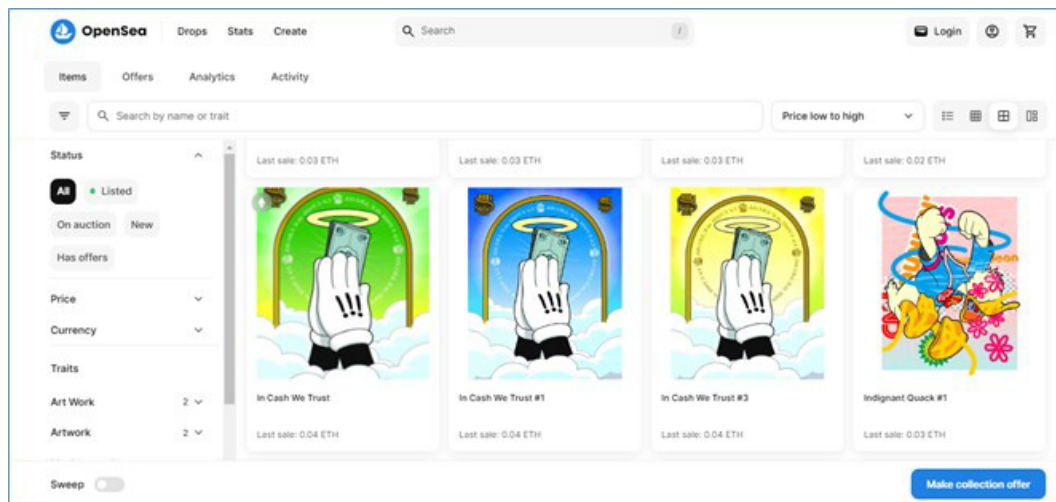 OpenSea Drops Stats Create Search / Login
Items Offers Analytics Activity
Search by name or trait Price low to high
Status
All Listed
On auction New
Has offers
Price
Currency
Traits
Art Work 2
Artwork 2
Last sale: 0.03 ETH Last sale: 0.03 ETH Last sale: 0.03 ETH Last sale: 0.02 ETH
In Cash We Trust In Cash We Trust #1 In Cash We Trust #3 Indignant Quack #1
Last sale: 0.04 ETH Last sale: 0.04 ETH Last sale: 0.04 ETH Last sale: 0.03 ETH
Sweep Make collection offer